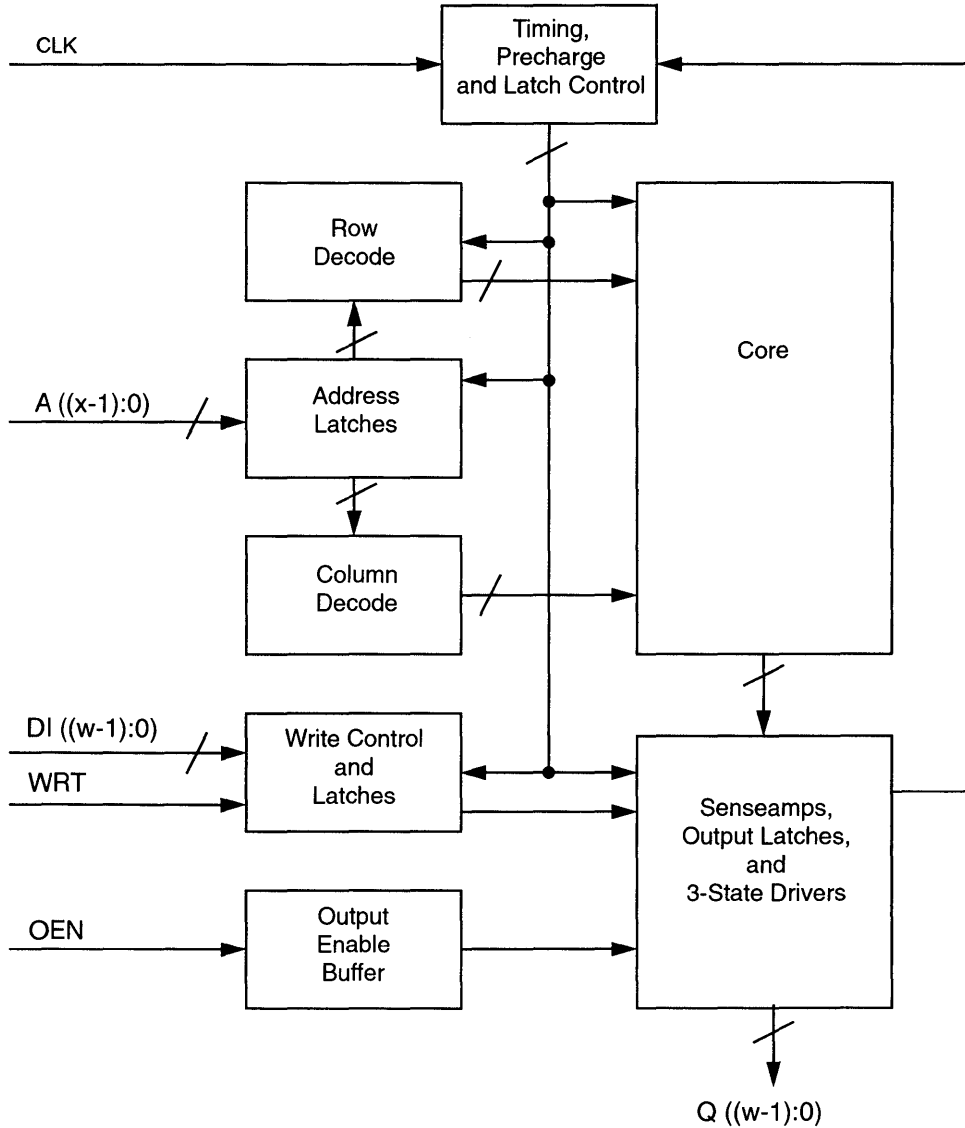 CLK
Timing,
Precharge
and Latch Control
Row
Decode
Core
A ((x-1):0)
Address
Latches
Column
Decode
DI ((w-1):0)
WRT
Write Control
and
Latches
Senseamps,
Output Latches,
and
3-State Drivers
OEN
Output
Enable
Buffer
Q ((w-1):0)